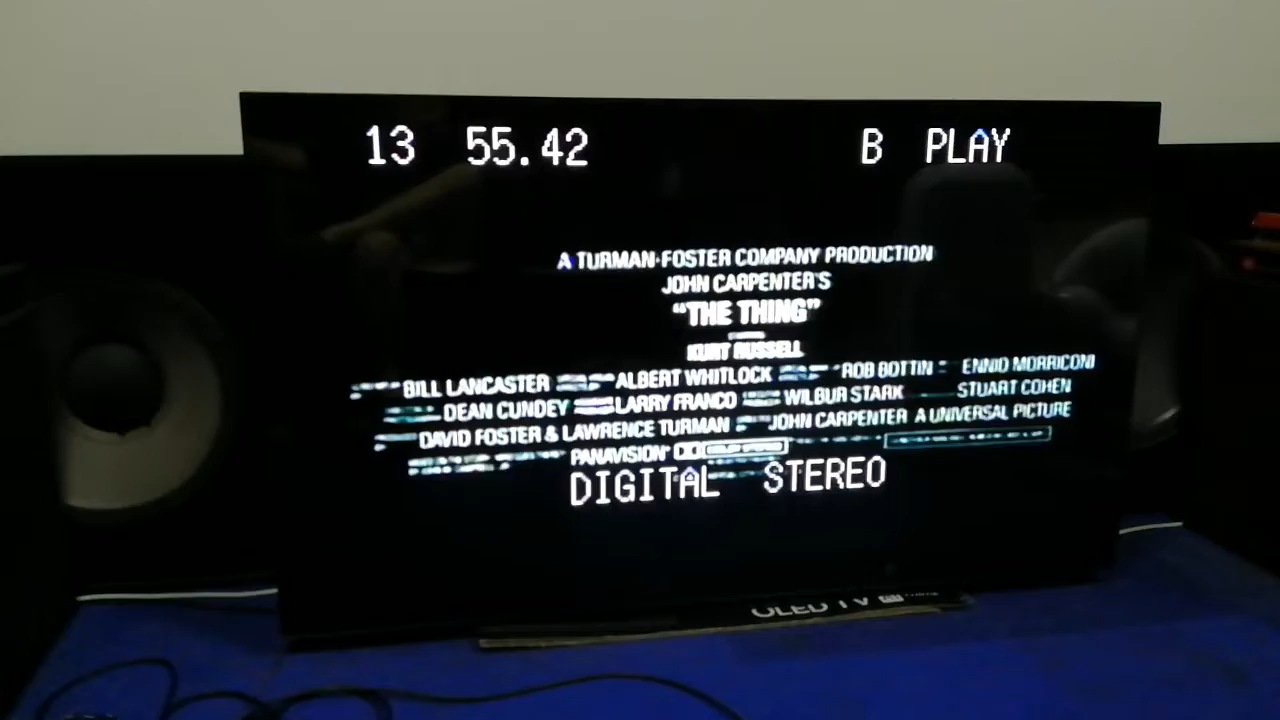 13 55.42 B PLAY
A TURMAN-FOSTER COMPANY PRODUCTION
JOHN CARPENTER'S
"THE THING"
KURT RUSSELL
BILL LANCASTER ALBERT WHITLOCK ROB BOTTIN ENNIO MORRICONE
DEAN CUNDEY LARRY FRANCO WILBUR STARK STUART COHEN
DAVID FOSTER & LAWRENCE TURMAN JOHN CARPENTER A UNIVERSAL PICTURE
PANAVISION
DIGITAL STEREO
OLED TV